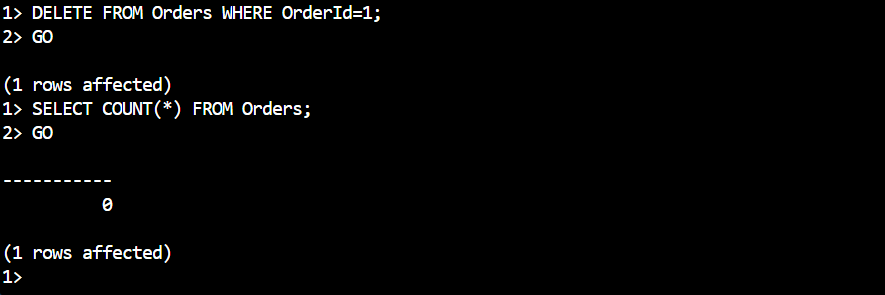 1> DELETE FROM Orders WHERE OrderId=1;
2> GO
(1 rows affected)
1> SELECT COUNT(*) FROM Orders;
2> GO
-----------
0
(1 rows affected)
1>